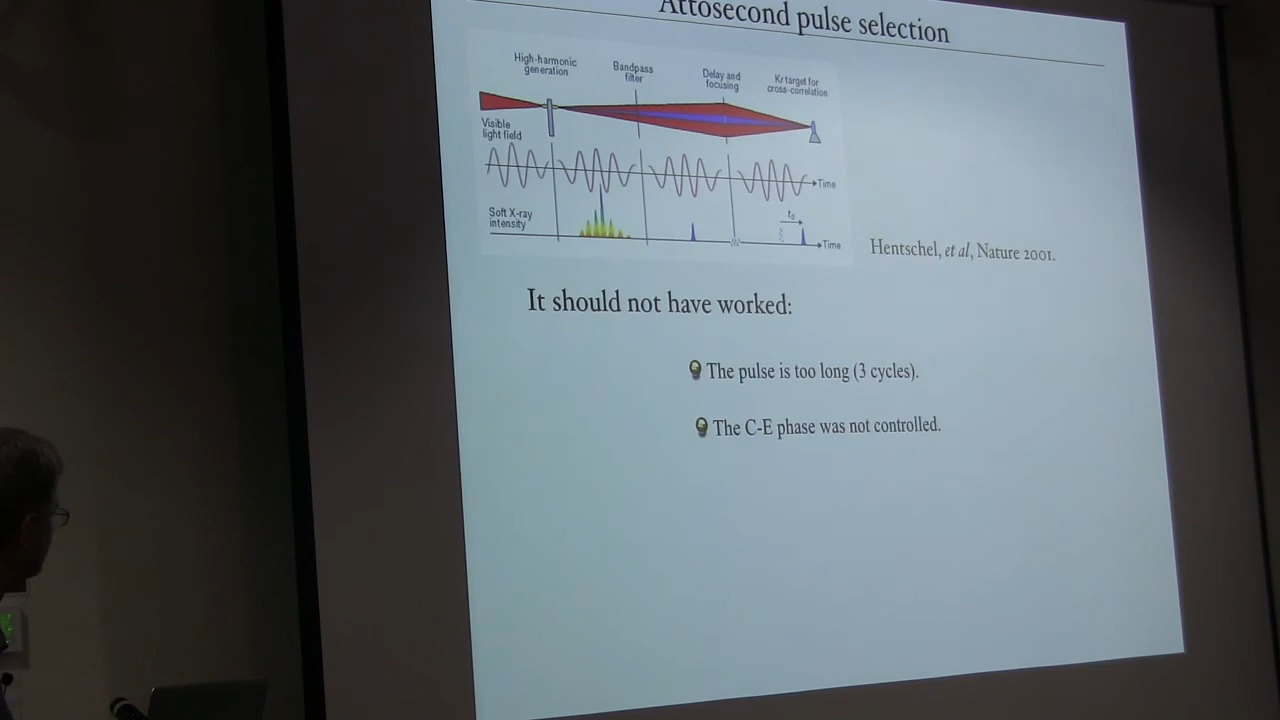 Attosecond pulse selection
High-harmonic
generation
Bandpass
filter
Delay and
focusing
Kr target for
cross-correlation
Visible
light field
Time
Soft X-ray
intensity
td
Time
Hentschel, et al, Nature 2001.
It should not have worked:
The pulse is too long (3 cycles).
The C-E phase was not controlled.